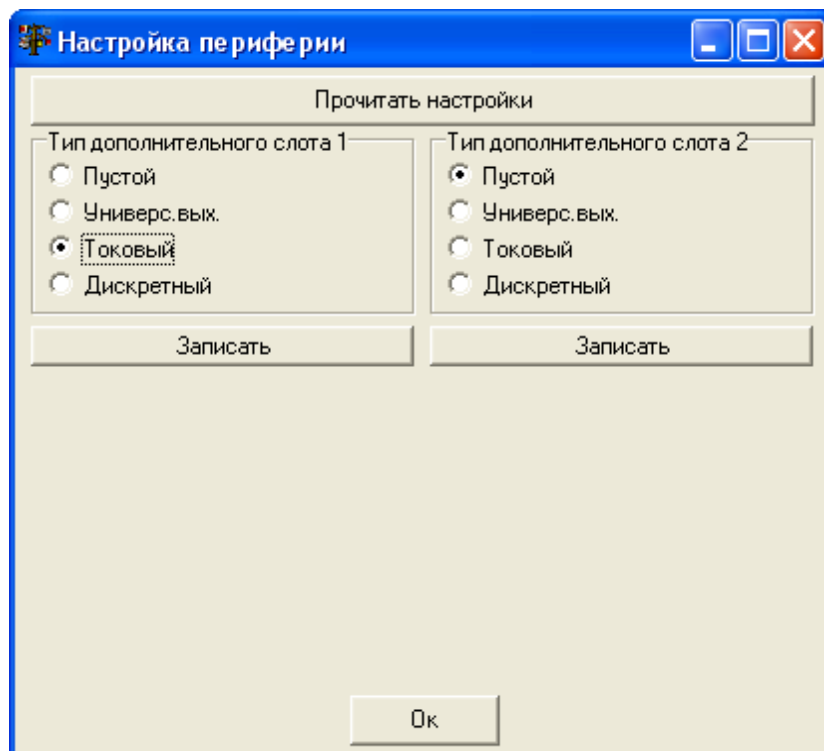 Настройка периферии
Прочитать настройки
Тип дополнительного слота 1
Пустой
Универс.вых.
Токовый
Дискретный
Записать
Тип дополнительного слота 2
Пустой
Универс.вых.
Токовый
Дискретный
Записать
Ок